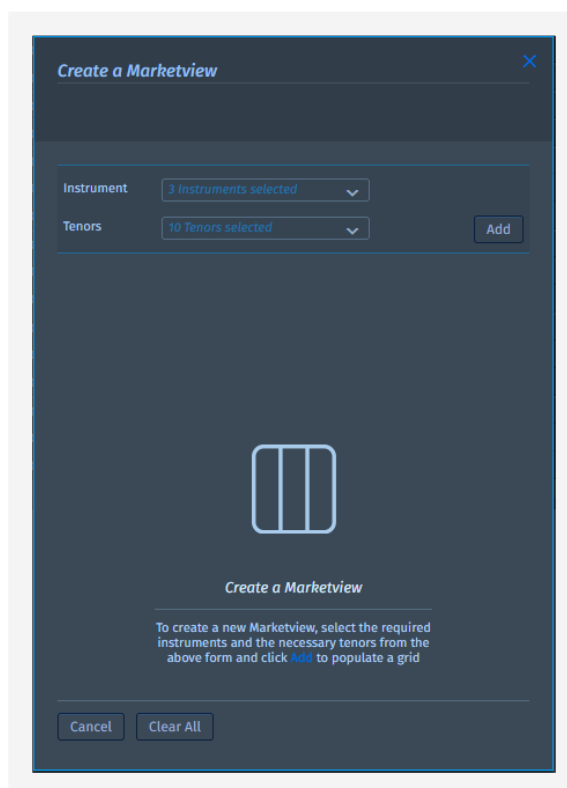 Create a Marketview
Instrument
3 Instruments selected
Tenors
10 Tenors selected
Add
Create a Marketview
To create a new Marketview, select the required
instruments and the necessary tenors from the
above form and click Add to populate a grid
Cancel
Clear All